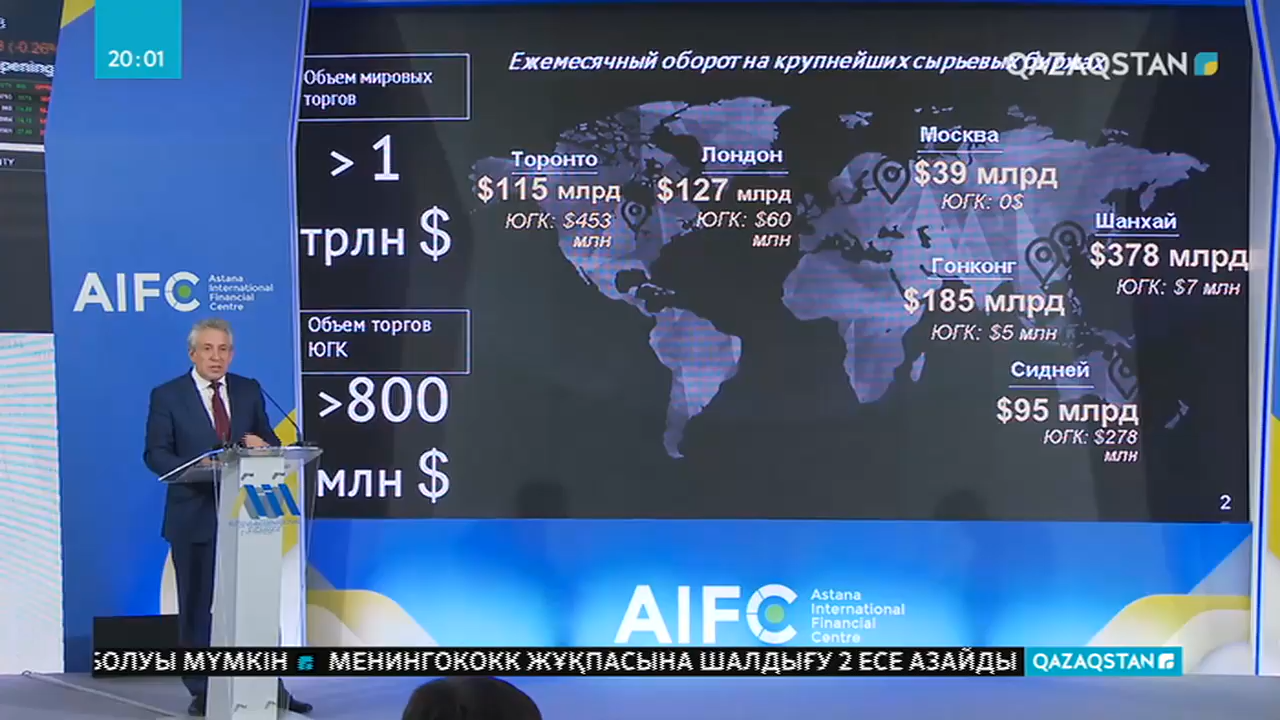 20:01
QAZAQSTAN
Ежемесячный оборот на крупнейших сырьевых биржах
Объем мировых
торгов
> 1
трлн $
Объем торгов
ЮГК
>800
млн $
Торонто
$115 млрд
ЮГК: $453
млн
Лондон
$127 млрд
ЮГК: $60
млн
Москва
$39 млрд
ЮГК: 0$
Шанхай
$378 млрд
ЮГК: $7 млн
Гонконг
$185 млрд
ЮГК: $5 млн
Сидней
$95 млрд
ЮГК: $278
млн
2
AIFC
Astana
International
Financial
Centre
AIFC
Astana
International
Financial
Centre
БОЛУЫ МҮМКІН МЕНИНГОКОКК ЖҰҚПАСЫНА ШАЛДЫҒУ 2 ЕСЕ АЗАЙДЫ
QAZAQSTAN